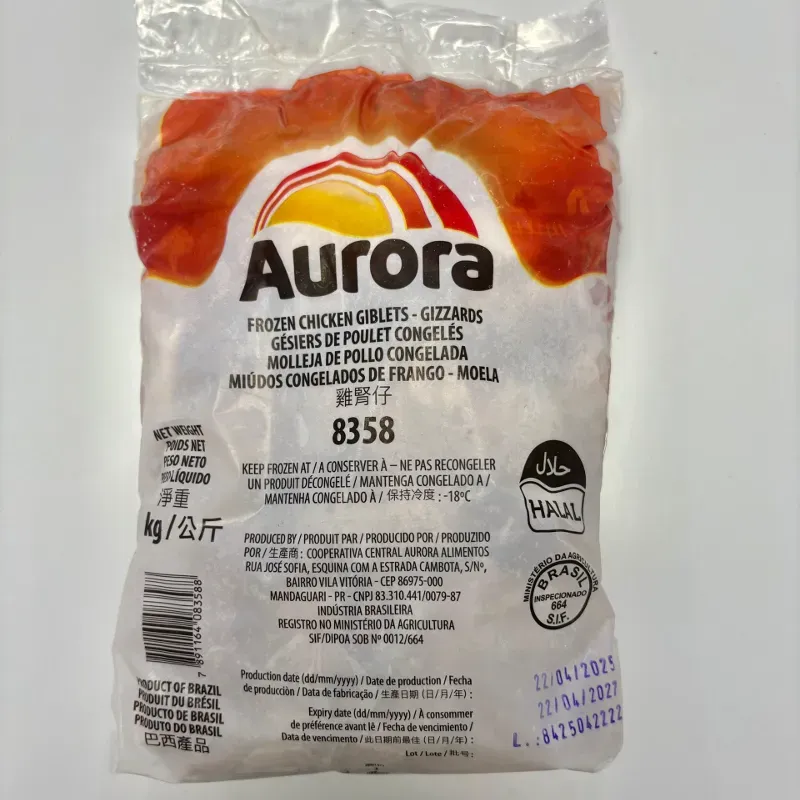 Aurora
FROZEN CHICKEN GIBLETS - GIZZARDS
GÉSIERS DE POULET CONGELÉS
MOLLEJA DE POLLO CONGELADA
MIÚDOS CONGELADOS DE FRANGO - MOELA
雞腎仔
8358
NET WEIGHT
POIDS NET
PESO NETO
LÍQUIDO
淨重
kg / 公斤
KEEP FROZEN AT / A CONSERVER À – NE PAS RECONGELER
UN PRODUIT DÉCONGELÉ / MANTENGA CONGELADO A /
MANTENHA CONGELADO À / 保持冷度 : -18ºC
حلال
HALAL
PRODUCED BY / PRODUIT PAR / PRODUCIDO POR / PRODUZIDO
POR / 生產商 : COOPERATIVA CENTRAL AURORA ALIMENTOS
RUA JOSÉ SOFIA, ESQUINA COM A ESTRADA CAMBOTA, S/Nº,
BAIRRO VILA VITÓRIA - CEP 86975-000
MANDAGUARI - PR - CNPJ 83.310.441/0079-87
INDÚSTRIA BRASILEIRA
REGISTRO NO MINISTÉRIO DA AGRICULTURA
SIF/DIPOA SOB Nº 0012/664
MINISTÉRIO DA AGRICULTURA
BRASIL
INSPECIONADO
664
S.I.F.
7 891164 083588
PRODUCT OF BRAZIL
PRODUIT DU BRÉSIL
PRODUCTO DE BRASIL
PRODUTO DO BRASIL
巴西產品
Production date (dd/mm/yyyy) / Date de production / Fecha
de producción / Data de fabricação / 生產日期 (日/月/年) :
22/04/2025
Expiry date (dd/mm/yyyy) / À consommer
de préférence avant lê / Fecha de vencimiento /
Data de vencimento / 此日期前最佳 (日/月/年) :
22/04/2027
Lot / Lote / 批号 :
L.:8425042222